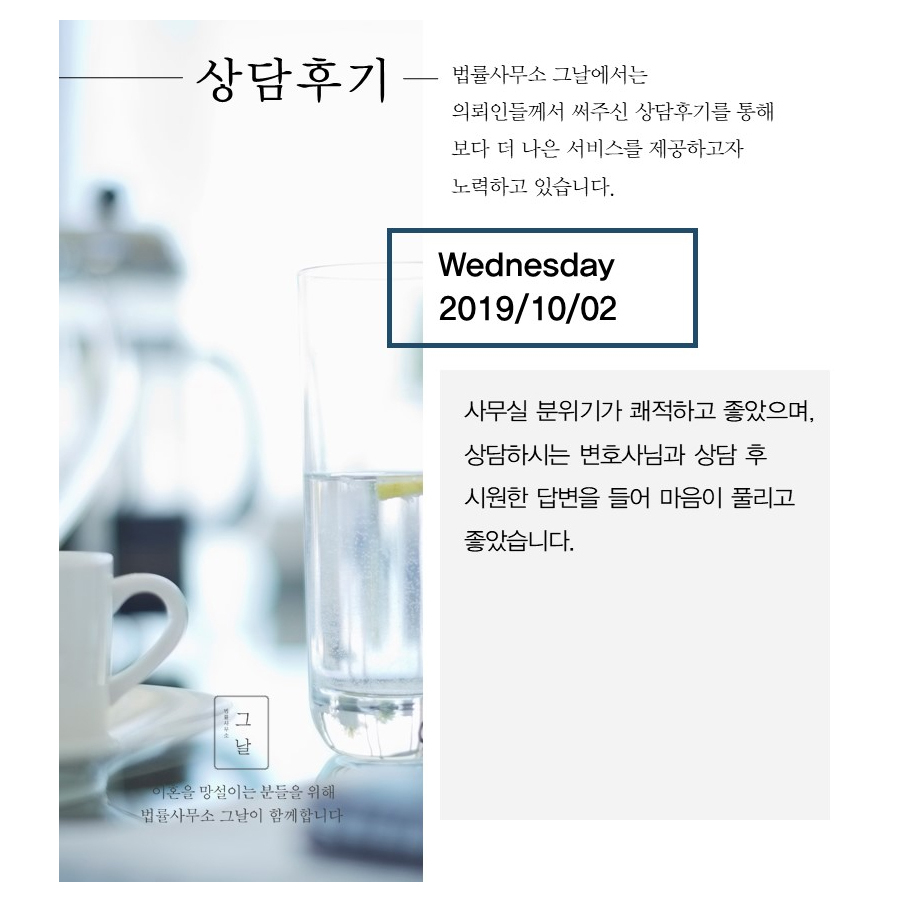 상담후기
법률사무소 그날에서는
의뢰인들께서 써주신 상담후기를 통해
보다 더 나은 서비스를 제공하고자
노력하고 있습니다.
Wednesday
2019/10/02
사무실 분위기가 쾌적하고 좋았으며,
상담하시는 변호사님과 상담 후
시원한 답변을 들어 마음이 풀리고
좋았습니다.
법률사무소
그날
이혼을 망설이는 분들을 위해
법률사무소 그날이 함께합니다